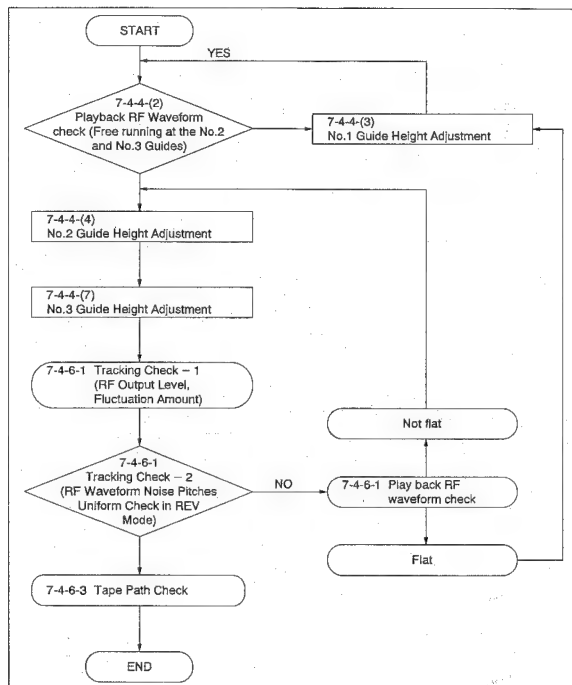 START
YES
7-4-4-(2)
Playback RF Waveform
check (Free running at the No.2
and No.3 Guides)
7-4-4-(3)
No.1 Guide Height Adjustment
7-4-4-(4)
No.2 Guide Height Adjustment
7-4-4-(7)
No.3 Guide Height Adjustment
7-4-6-1 Tracking Check – 1
(RF Output Level,
Fluctuation Amount)
Not flat
7-4-6-1
Tracking Check – 2
(RF Waveform Noise Pitches
Uniform Check in REV
Mode)
NO
7-4-6-1 Play back RF
waveform check
Flat
7-4-6-3 Tape Path Check
END